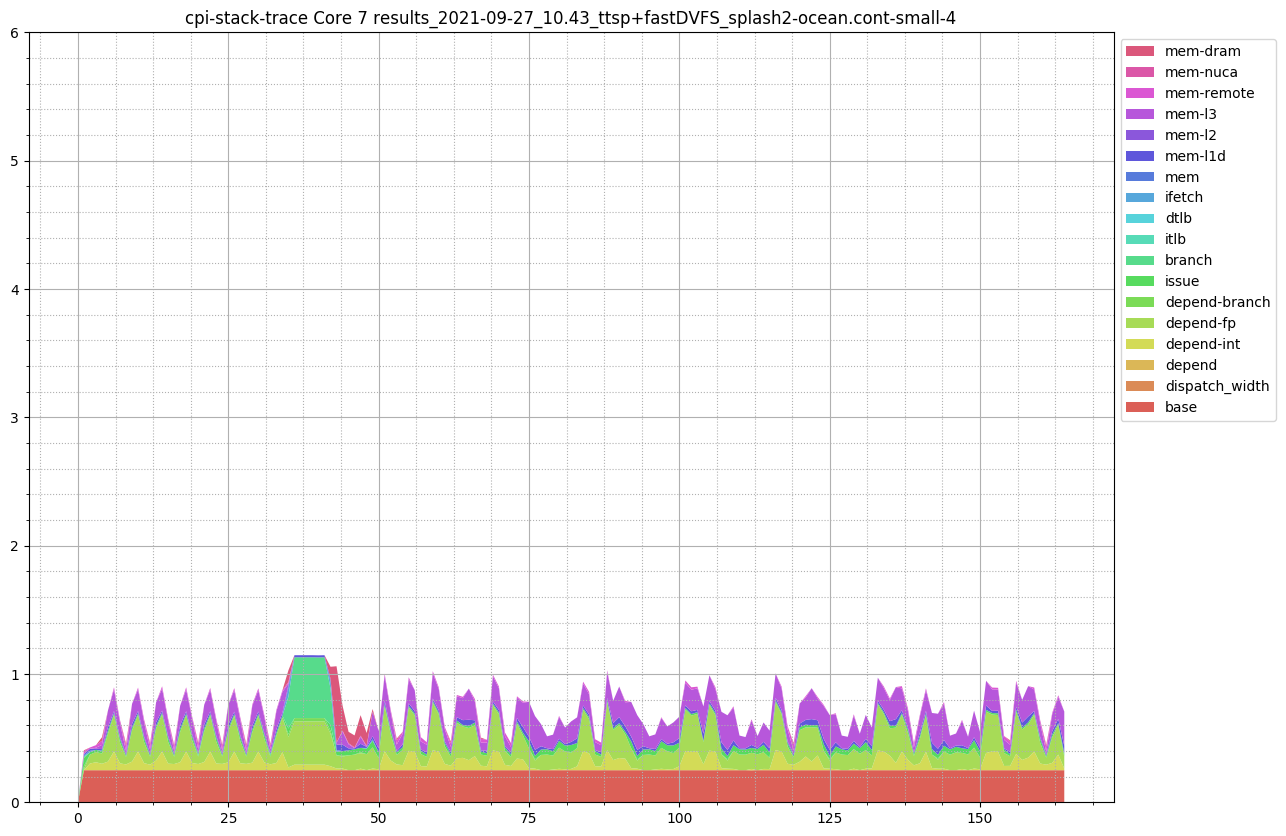 cpi-stack-trace Core 7 results_2021-09-27_10.43_ttsp+fastDVFS_splash2-ocean.cont-small-4
6
5
4
3
2
1
0
0 25 50 75 100 125 150
mem-dram
mem-nuca
mem-remote
mem-l3
mem-l2
mem-l1d
mem
ifetch
dtlb
itlb
branch
issue
depend-branch
depend-fp
depend-int
depend
dispatch_width
base